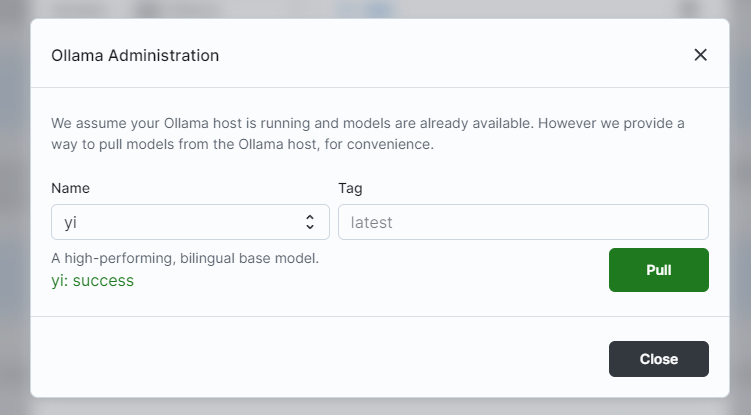 Ollama Administration
We assume your Ollama host is running and models are already available. However we provide a
way to pull models from the Ollama host, for convenience.
Name
Tag
yi
latest
A high-performing, bilingual base model.
yi: success
Pull
Close